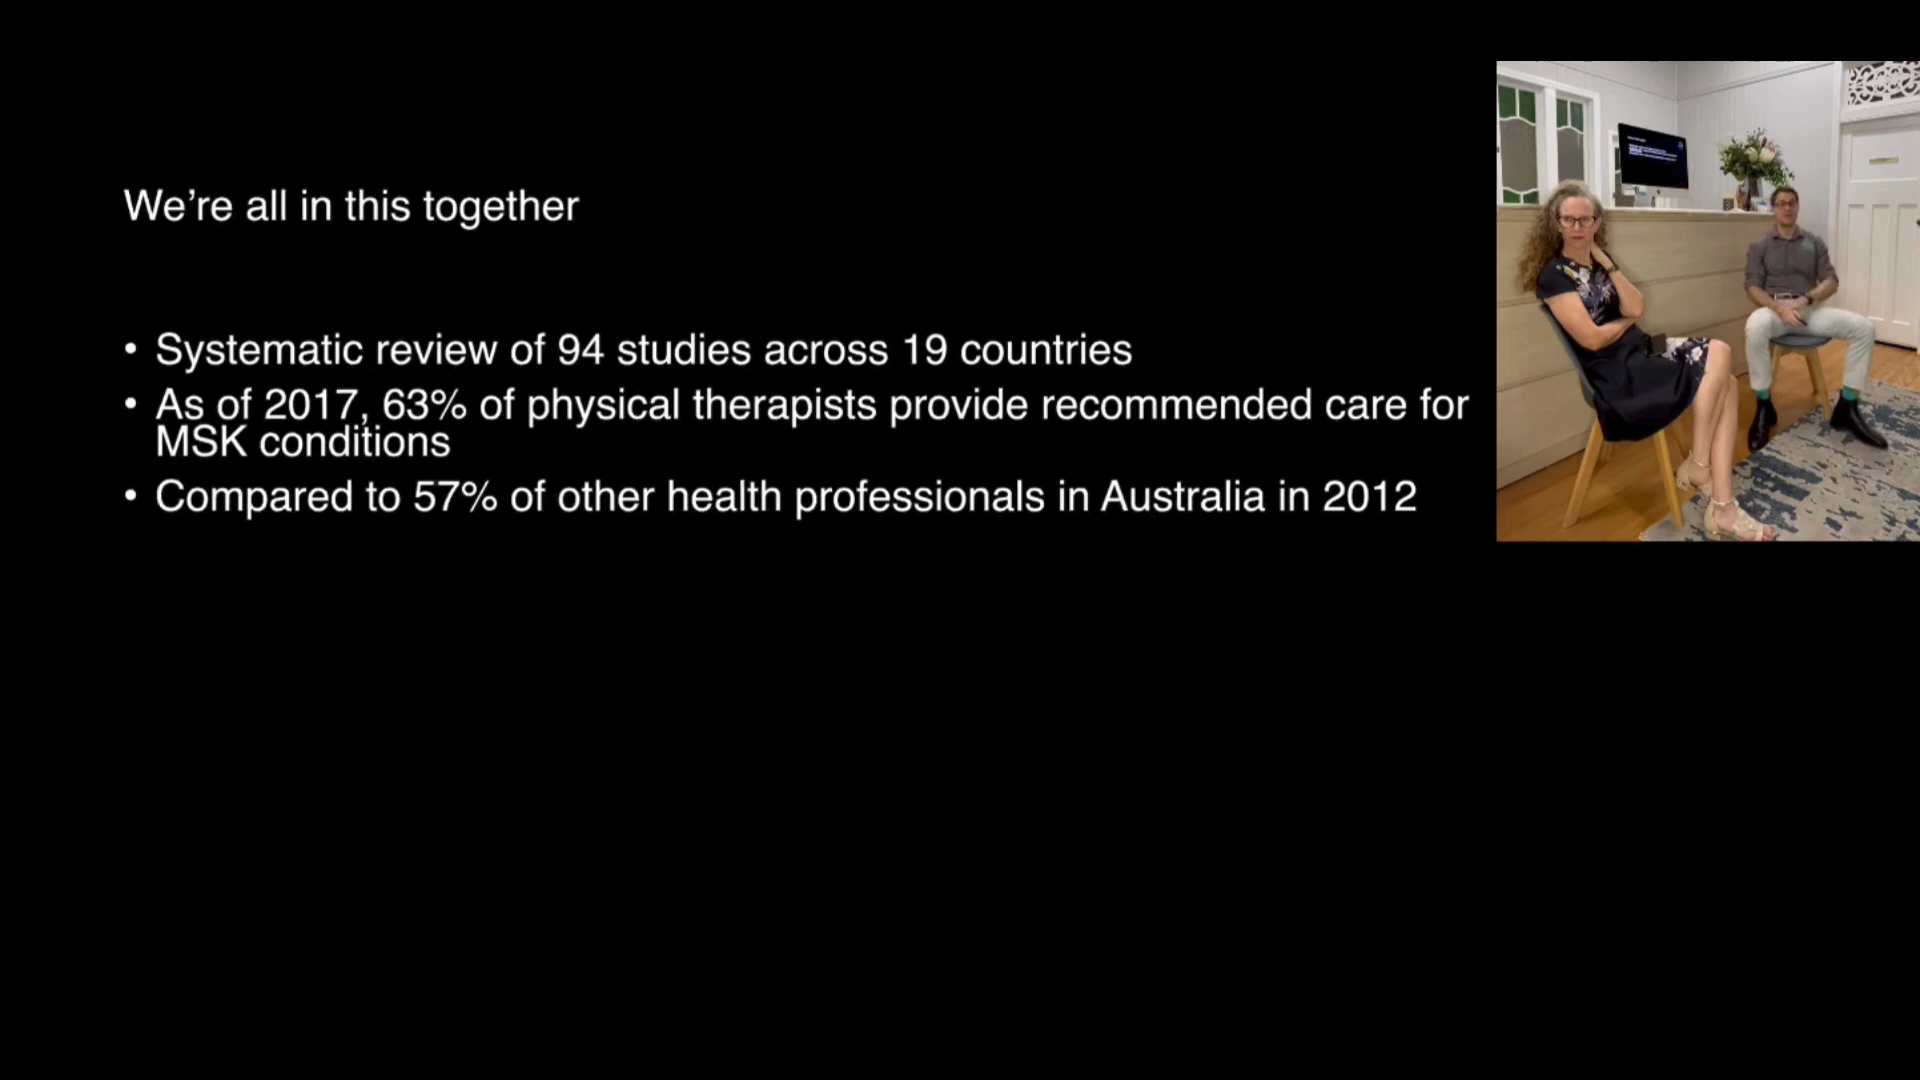 We’re all in this together
• Systematic review of 94 studies across 19 countries
• As of 2017, 63% of physical therapists provide recommended care for
MSK conditions
• Compared to 57% of other health professionals in Australia in 2012